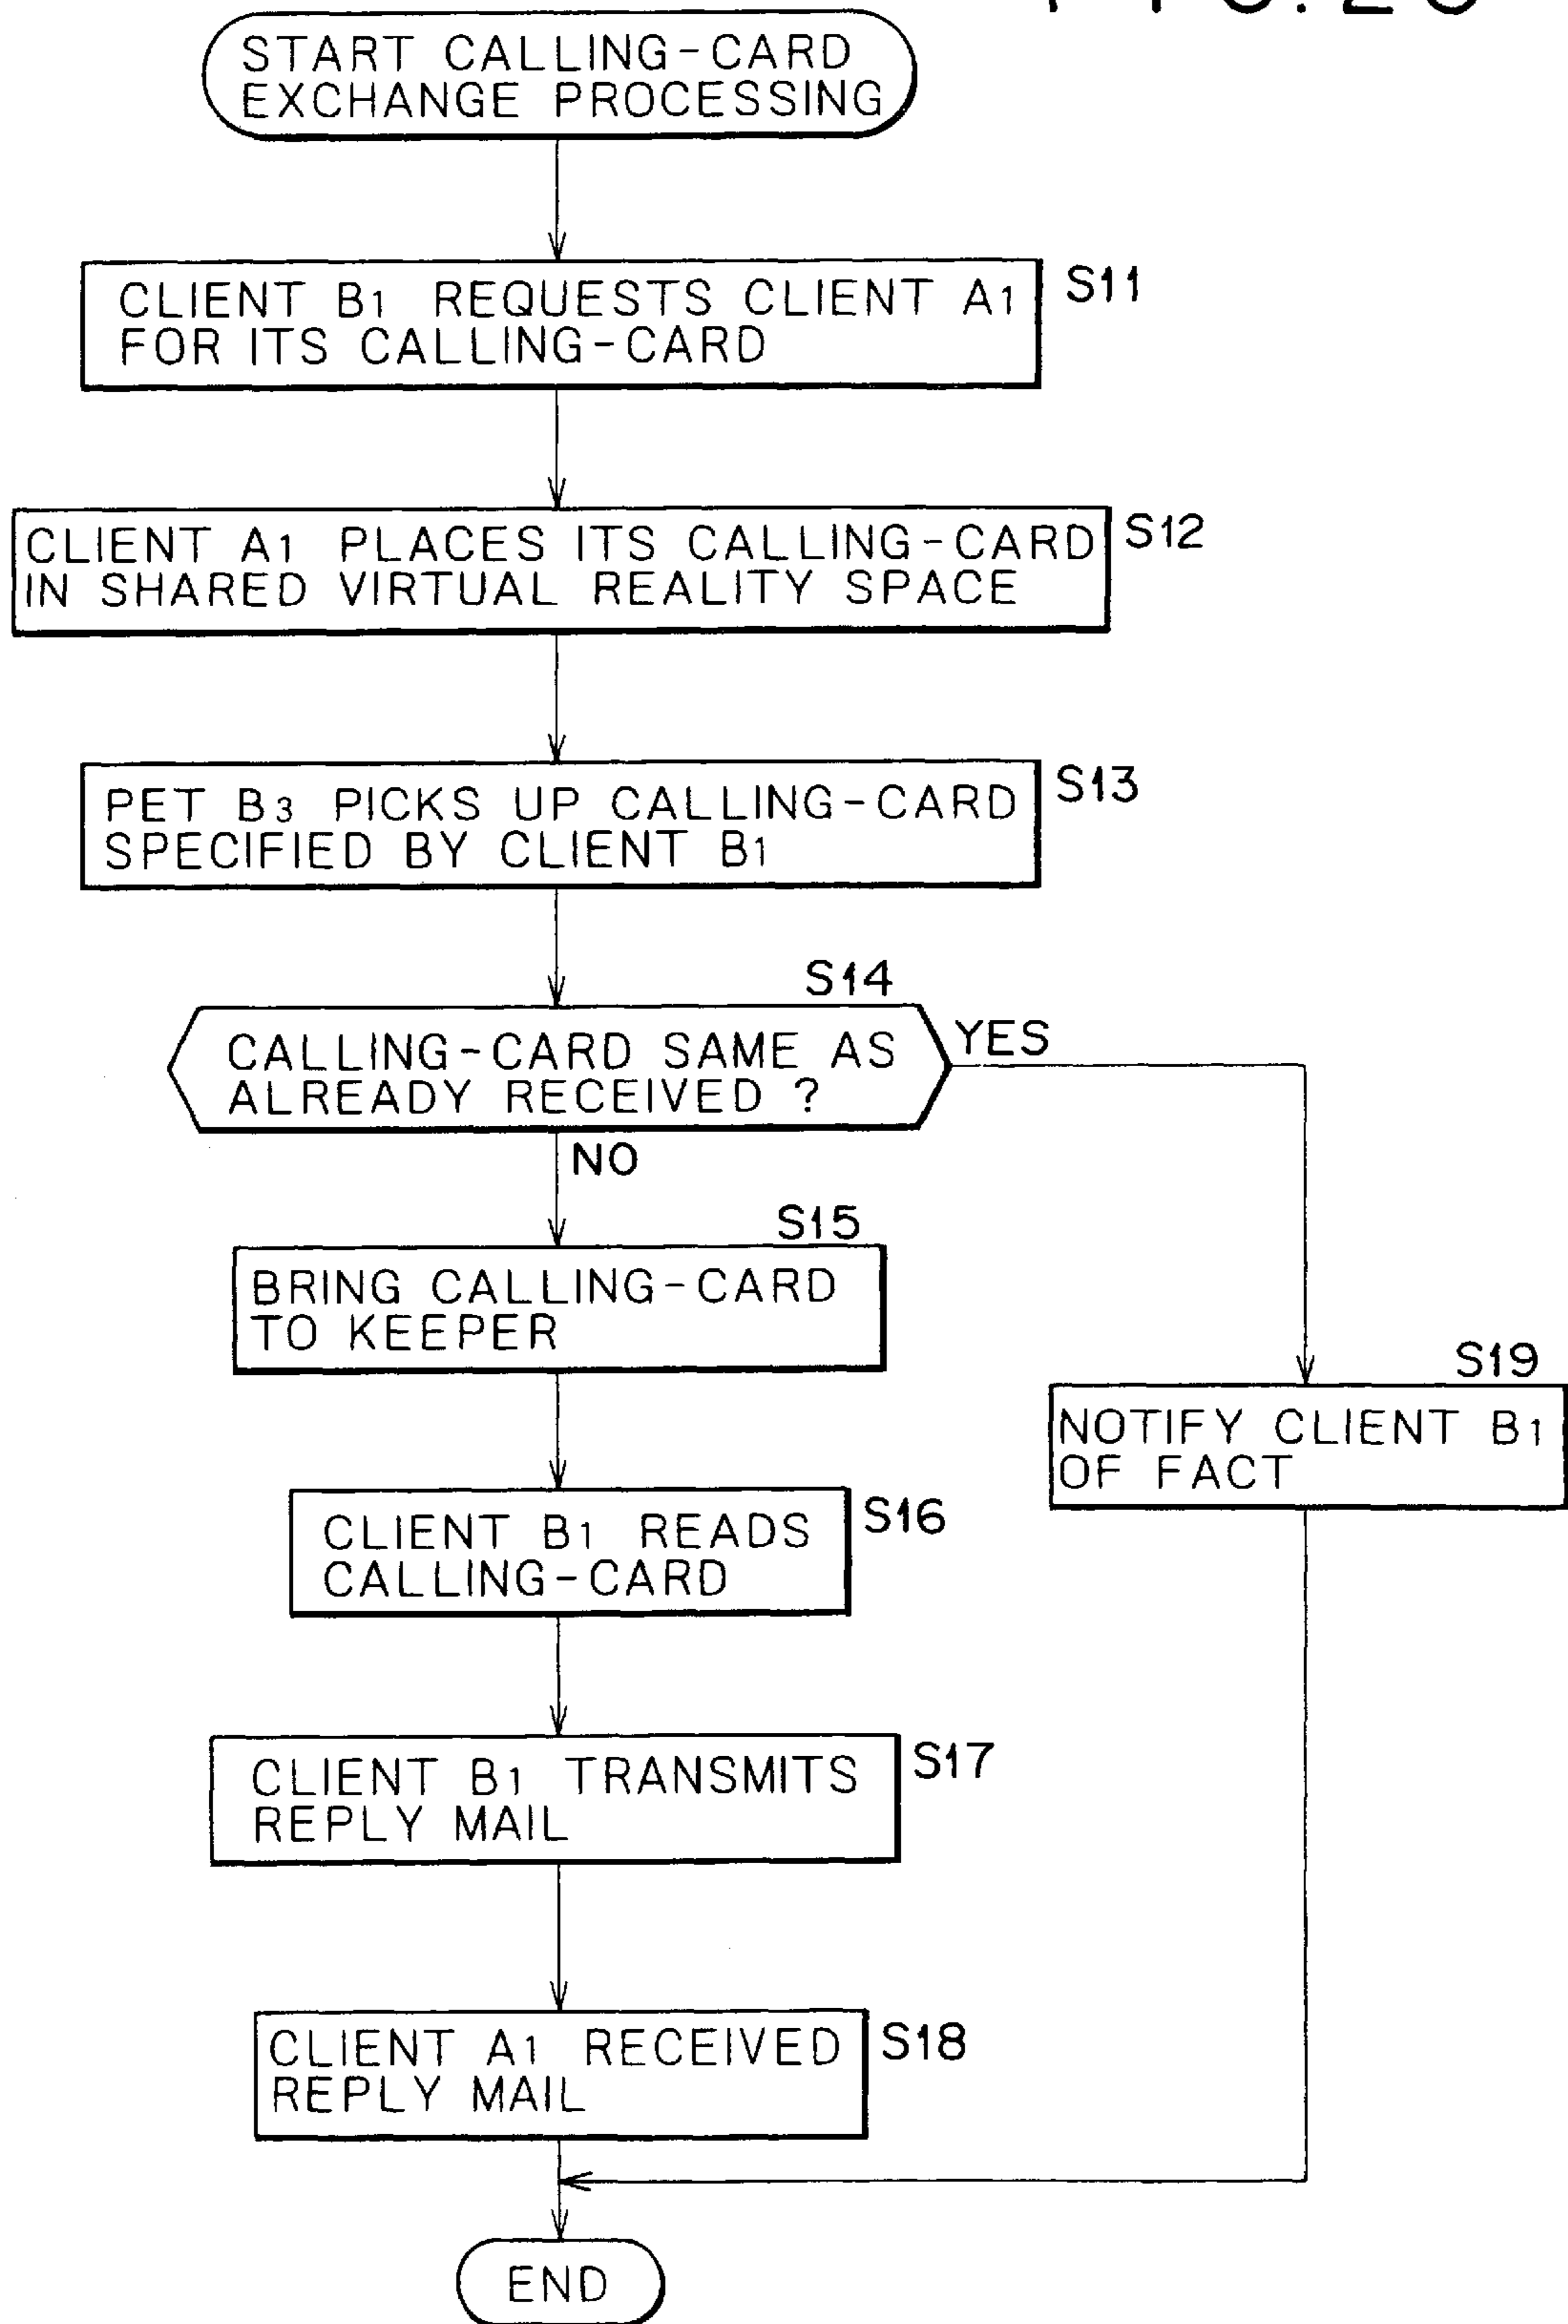 START CALLING-CARD
EXCHANGE PROCESSING
CLIENT B1 REQUESTS CLIENT A1
FOR ITS CALLING-CARD
S11
CLIENT A1 PLACES ITS CALLING-CARD
IN SHARED VIRTUAL REALITY SPACE
S12
PET B3 PICKS UP CALLING-CARD
SPECIFIED BY CLIENT B1
S13
S14
CALLING-CARD SAME AS
ALREADY RECEIVED ?
YES
NO
S15
BRING CALLING-CARD
TO KEEPER
S19
NOTIFY CLIENT B1
OF FACT
CLIENT B1 READS
CALLING-CARD
S16
CLIENT B1 TRANSMITS
REPLY MAIL
S17
CLIENT A1 RECEIVED
REPLY MAIL
S18
END